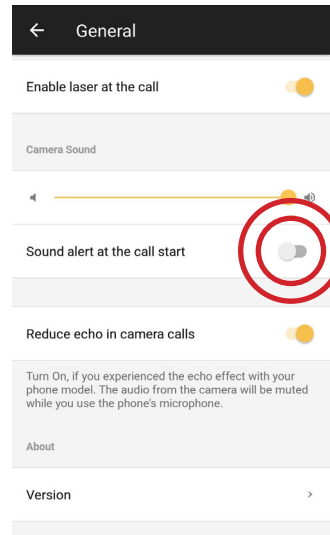 General
Enable laser at the call
Camera Sound
Sound alert at the call start
Reduce echo in camera calls
Turn On, if you experienced the echo effect with your
phone model. The audio from the camera will be muted
while you use the phone's microphone.
About
Version